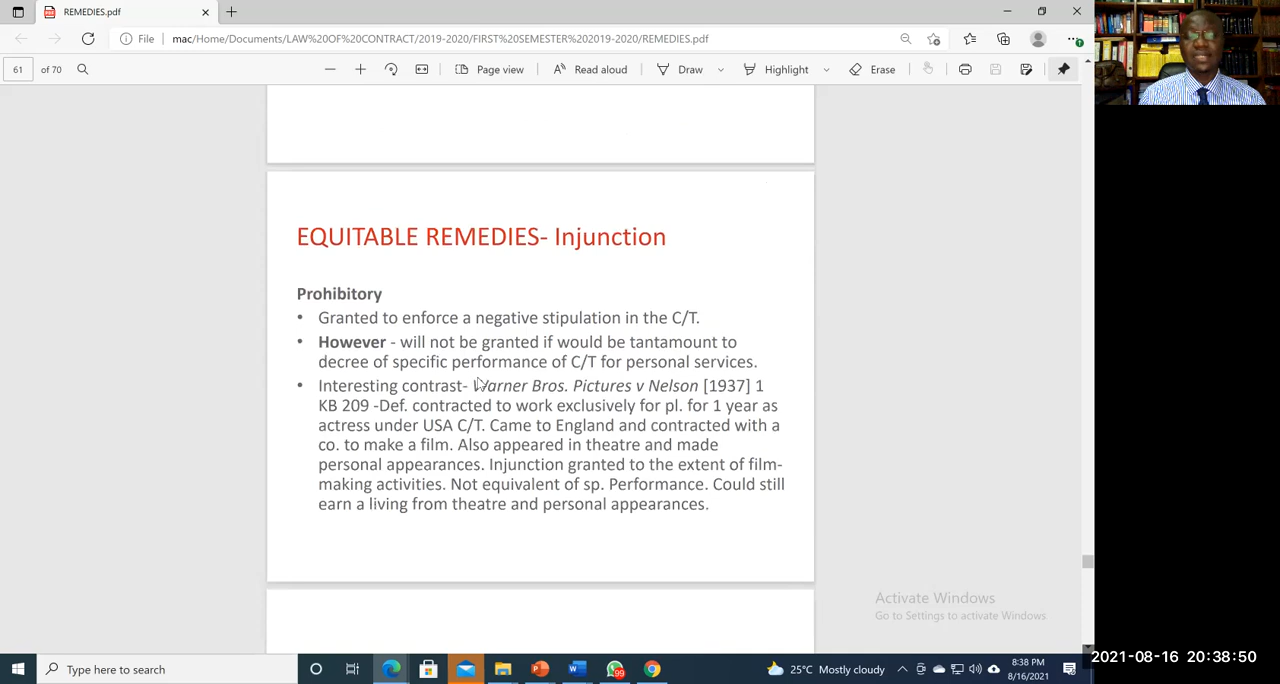 REMEDIES.pdf
File
mac/Home/Documents/LAW%20OF%20CONTRACT/2019-2020/FIRST%20SEMESTER%202019-2020/REMEDIES.pdf
61 of 70
Page view
Read aloud
Draw
Highlight
Erase
EQUITABLE REMEDIES- Injunction
Prohibitory
• Granted to enforce a negative stipulation in the C/T.
• However - will not be granted if would be tantamount to
decree of specific performance of C/T for personal services.
• Interesting contrast- Warner Bros. Pictures v Nelson [1937] 1
KB 209 -Def. contracted to work exclusively for pl. for 1 year as
actress under USA C/T. Came to England and contracted with a
co. to make a film. Also appeared in theatre and made
personal appearances. Injunction granted to the extent of film-
making activities. Not equivalent of sp. Performance. Could still
earn a living from theatre and personal appearances.
Activate Windows
Go to Settings to activate Windows.
Type here to search
99
25°C Mostly cloudy
8:38 PM
8/16/2021
2021-08-16 20:38:50